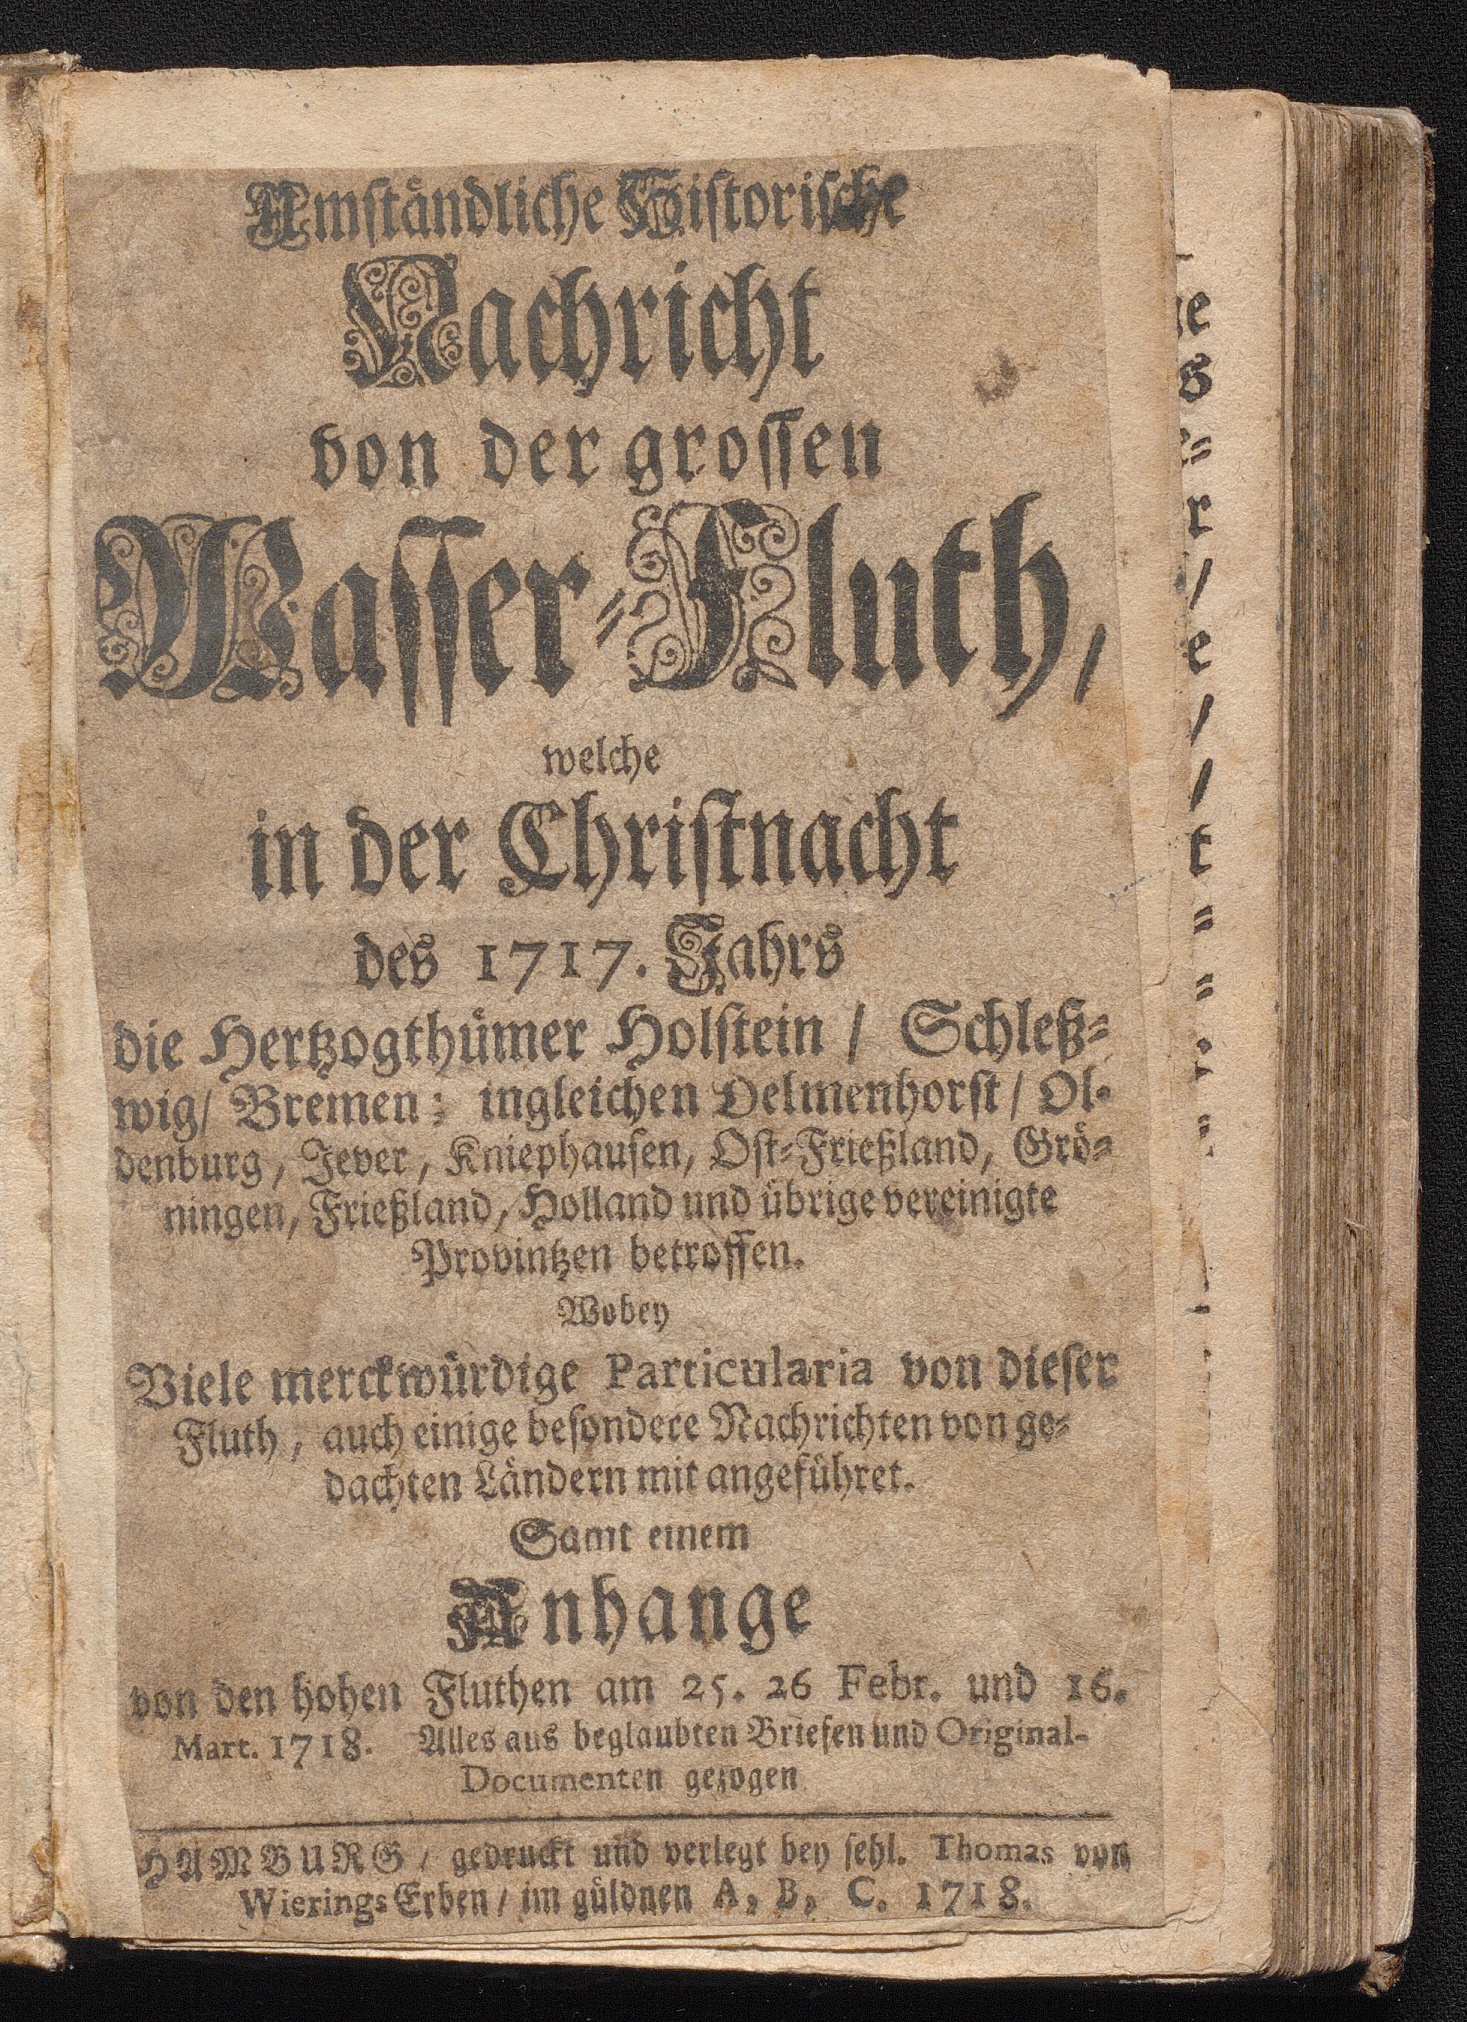 Umständliche Historische
Nachricht
von der grossen
Wasser-Fluth,
welche
in der Christnacht
des 1717. Jahrs
die Hertzogthümer Holstein / Schleß-
wig / Bremen; ingleichen Delmenhorst / Ol-
denburg, Jever, Kniephausen, Ost-Frießland, Grö-
ningen, Frießland, Holland und übrige vereinigte
Provintzen betroffen.
Wobey
Viele merckwürdige Particularia von dieser
Fluth, auch einige besondere Nachrichten von ge-
dachten Ländern mit angeführet.
Samt einem
Anhange
von den hohen Fluthen am 25. 26 Febr. und 16.
Mart. 1718. Alles aus beglaubten Briefen und Original-
Documenten gezogen
HAMBURG / gedruckt und verlegt bey sehl. Thomas von
Wierings Erben / im güldnen A, B, C. 1718.